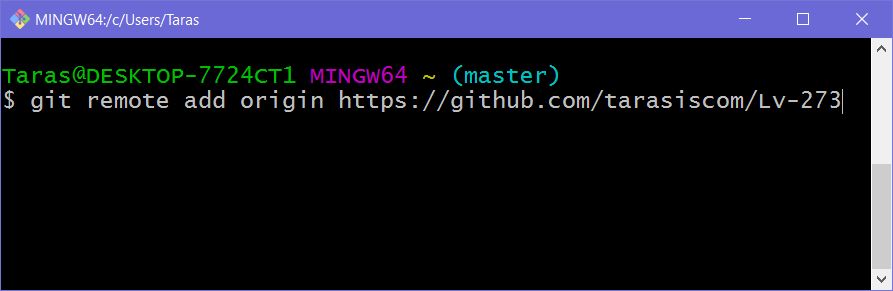 MINGW64:/c/Users/Taras
Taras@DESKTOP-7724CT1 MINGW64 ~ (master)
$ git remote add origin https://github.com/tarasiscom/Lv-273